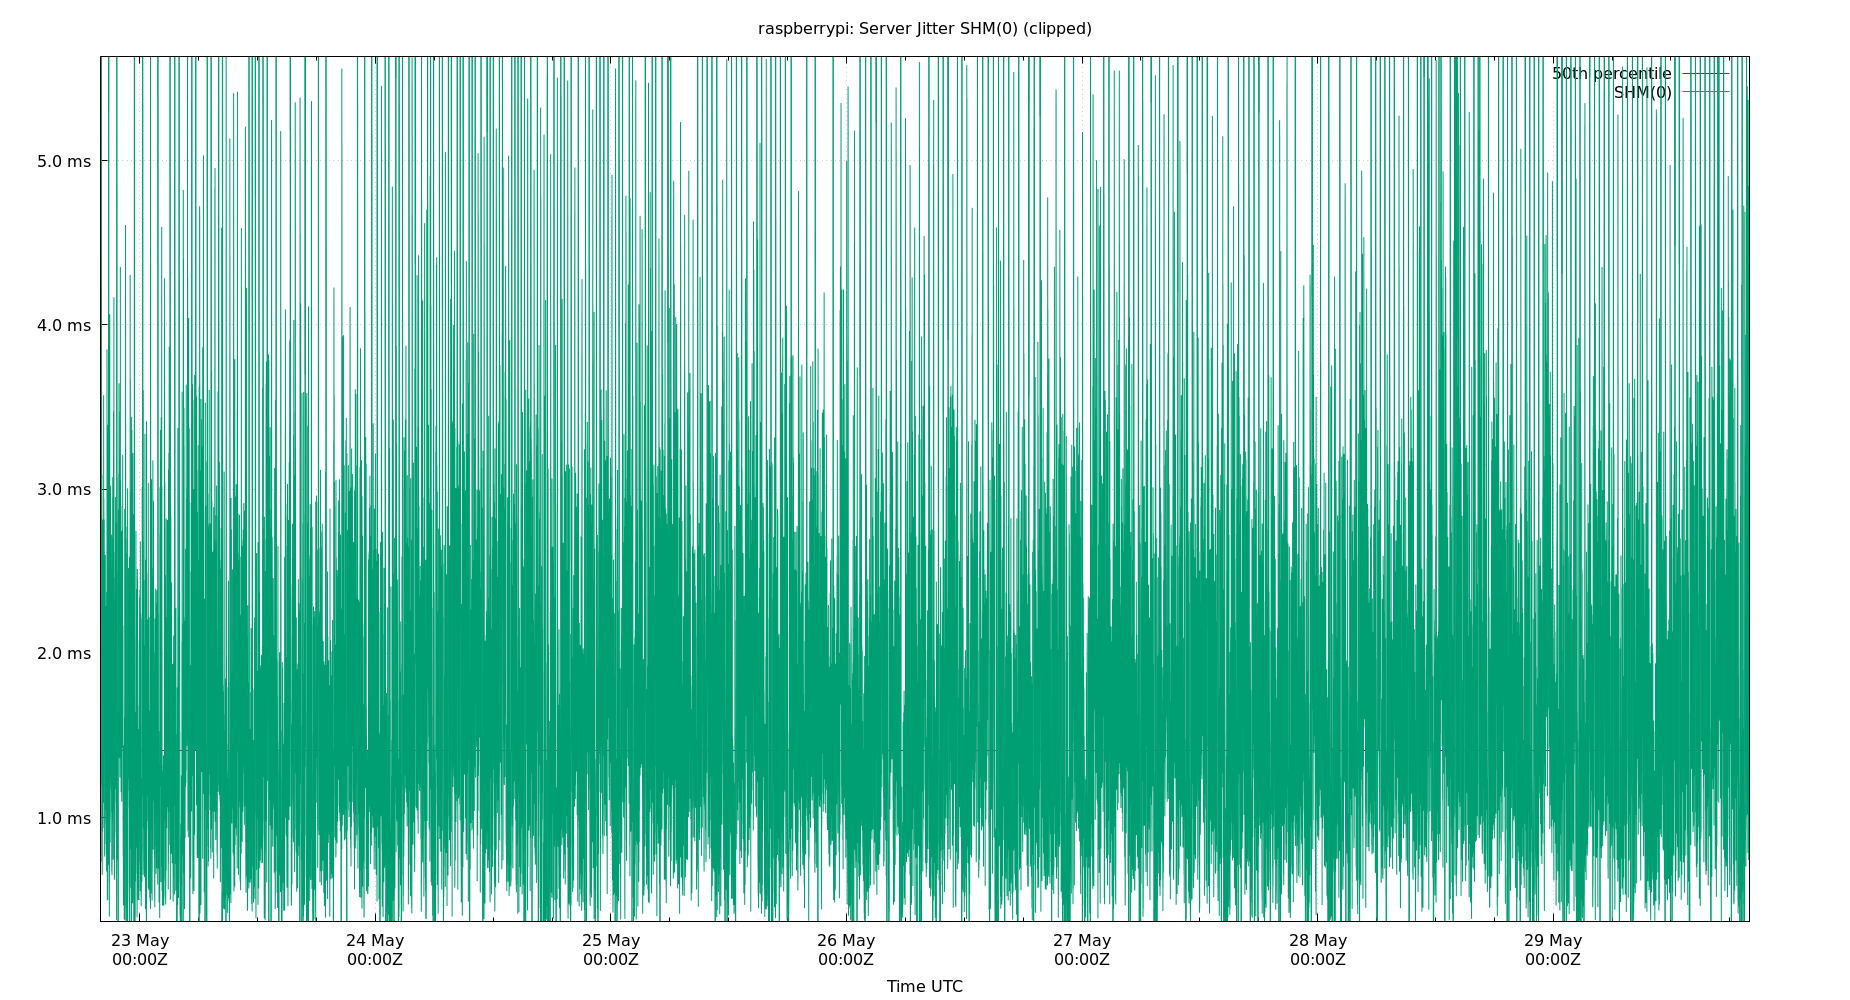 raspberrypi: Server Jitter SHM(0) (clipped)
50th percentile
SHM(0)
5.0 ms
4.0 ms
3.0 ms
2.0 ms
1.0 ms
23 May 24 May 25 May 26 May 27 May 28 May 29 May
00:00Z 00:00Z 00:00Z 00:00Z 00:00Z 00:00Z 00:00Z
Time UTC